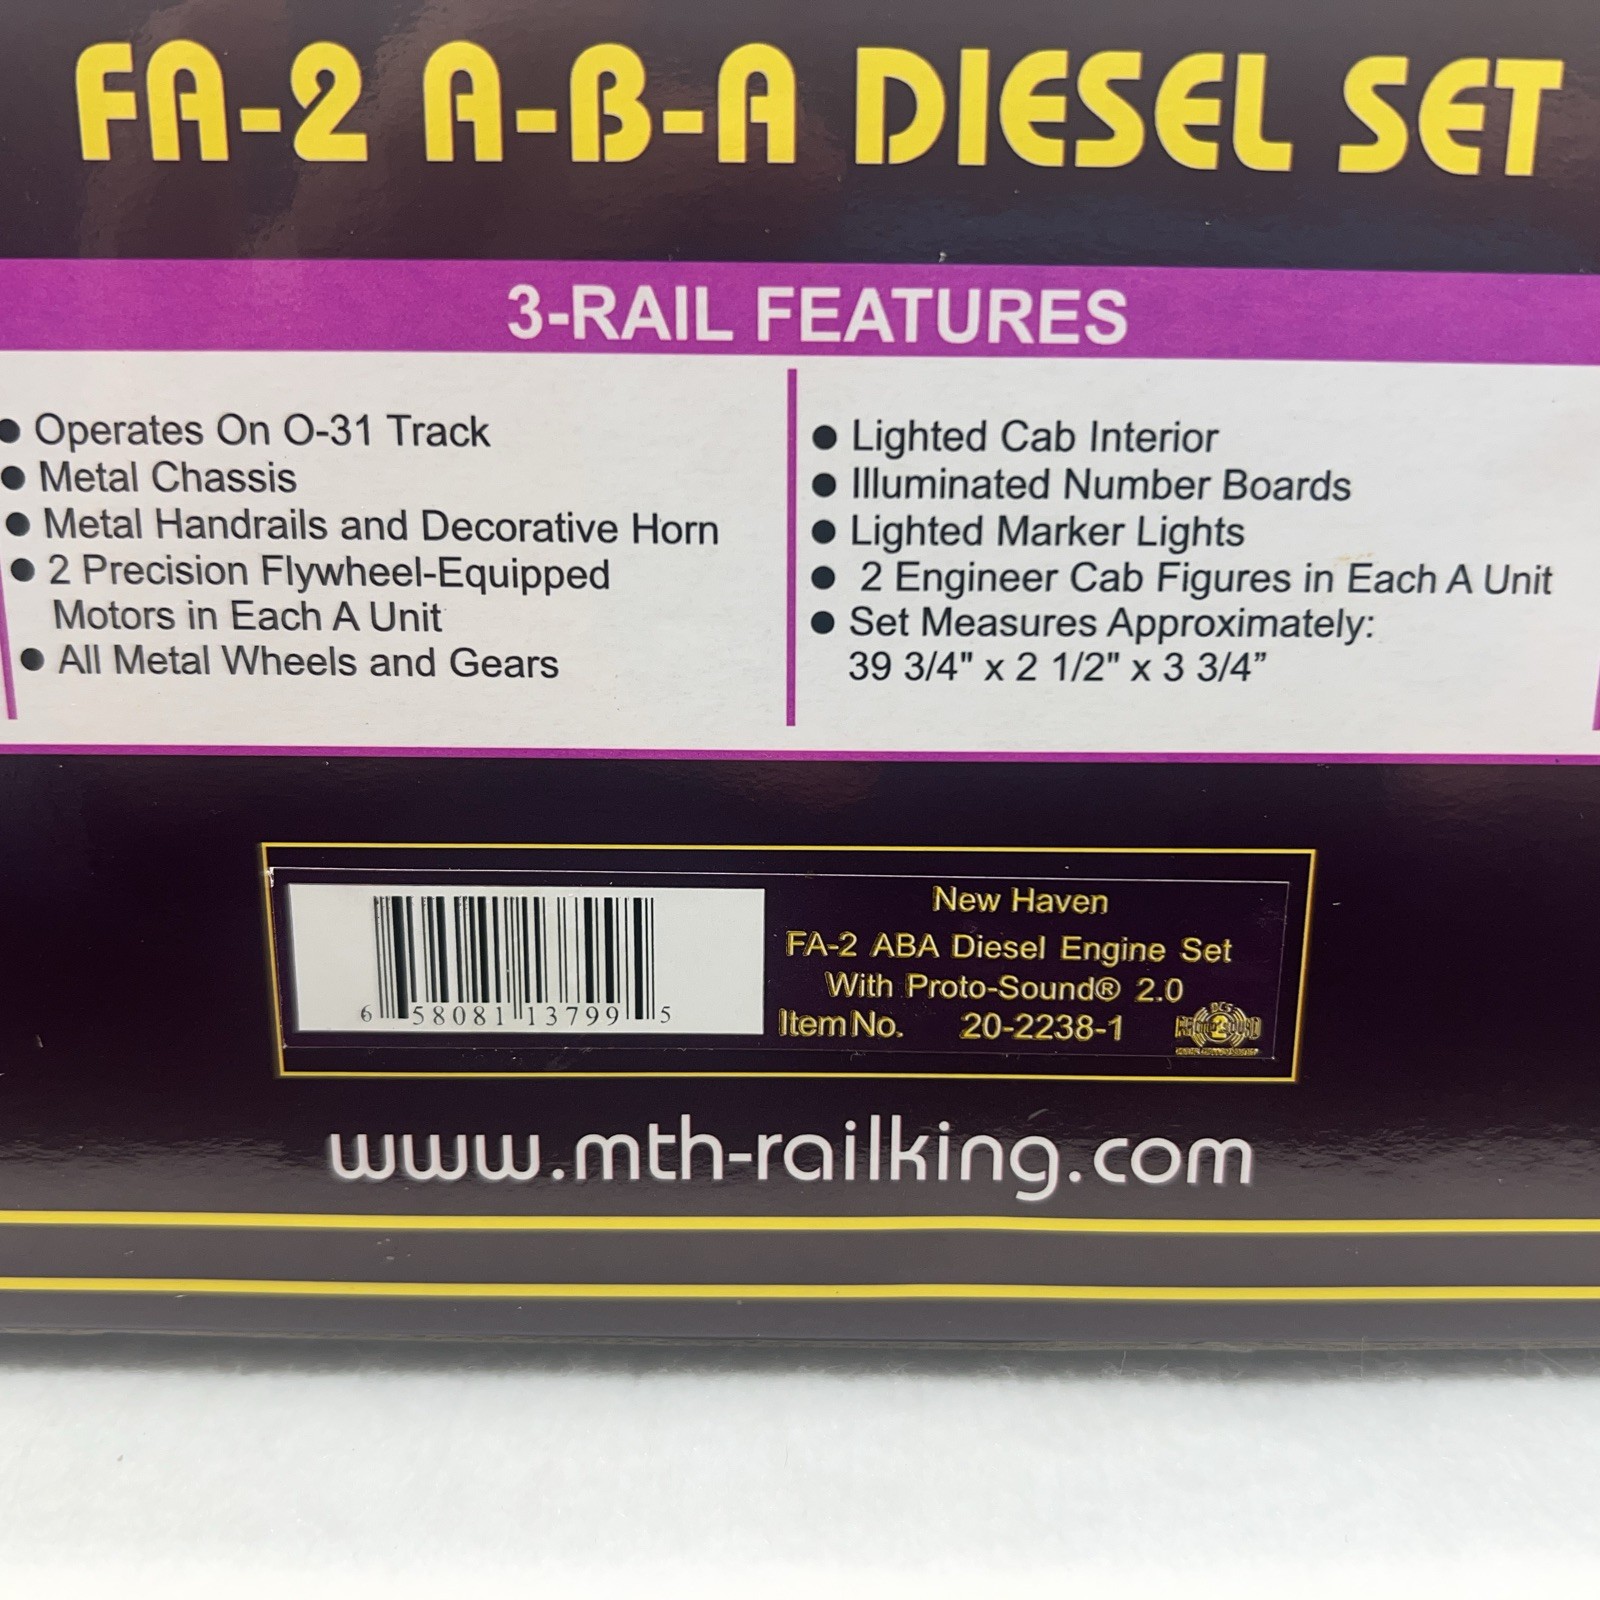 FA-2 A-B-A DIESEL SET
3-RAIL FEATURES
● Operates On O-31 Track
● Metal Chassis
● Metal Handrails and Decorative Horn
● 2 Precision Flywheel-Equipped
Motors in Each A Unit
● All Metal Wheels and Gears
● Lighted Cab Interior
● Illuminated Number Boards
● Lighted Marker Lights
● 2 Engineer Cab Figures in Each A Unit
● Set Measures Approximately:
39 3/4" x 2 1/2" x 3 3/4”
6 58081 13799 5
New Haven
FA-2 ABA Diesel Engine Set
With Proto-Sound® 2.0
Item No. 20-2238-1
www.mth-railking.com